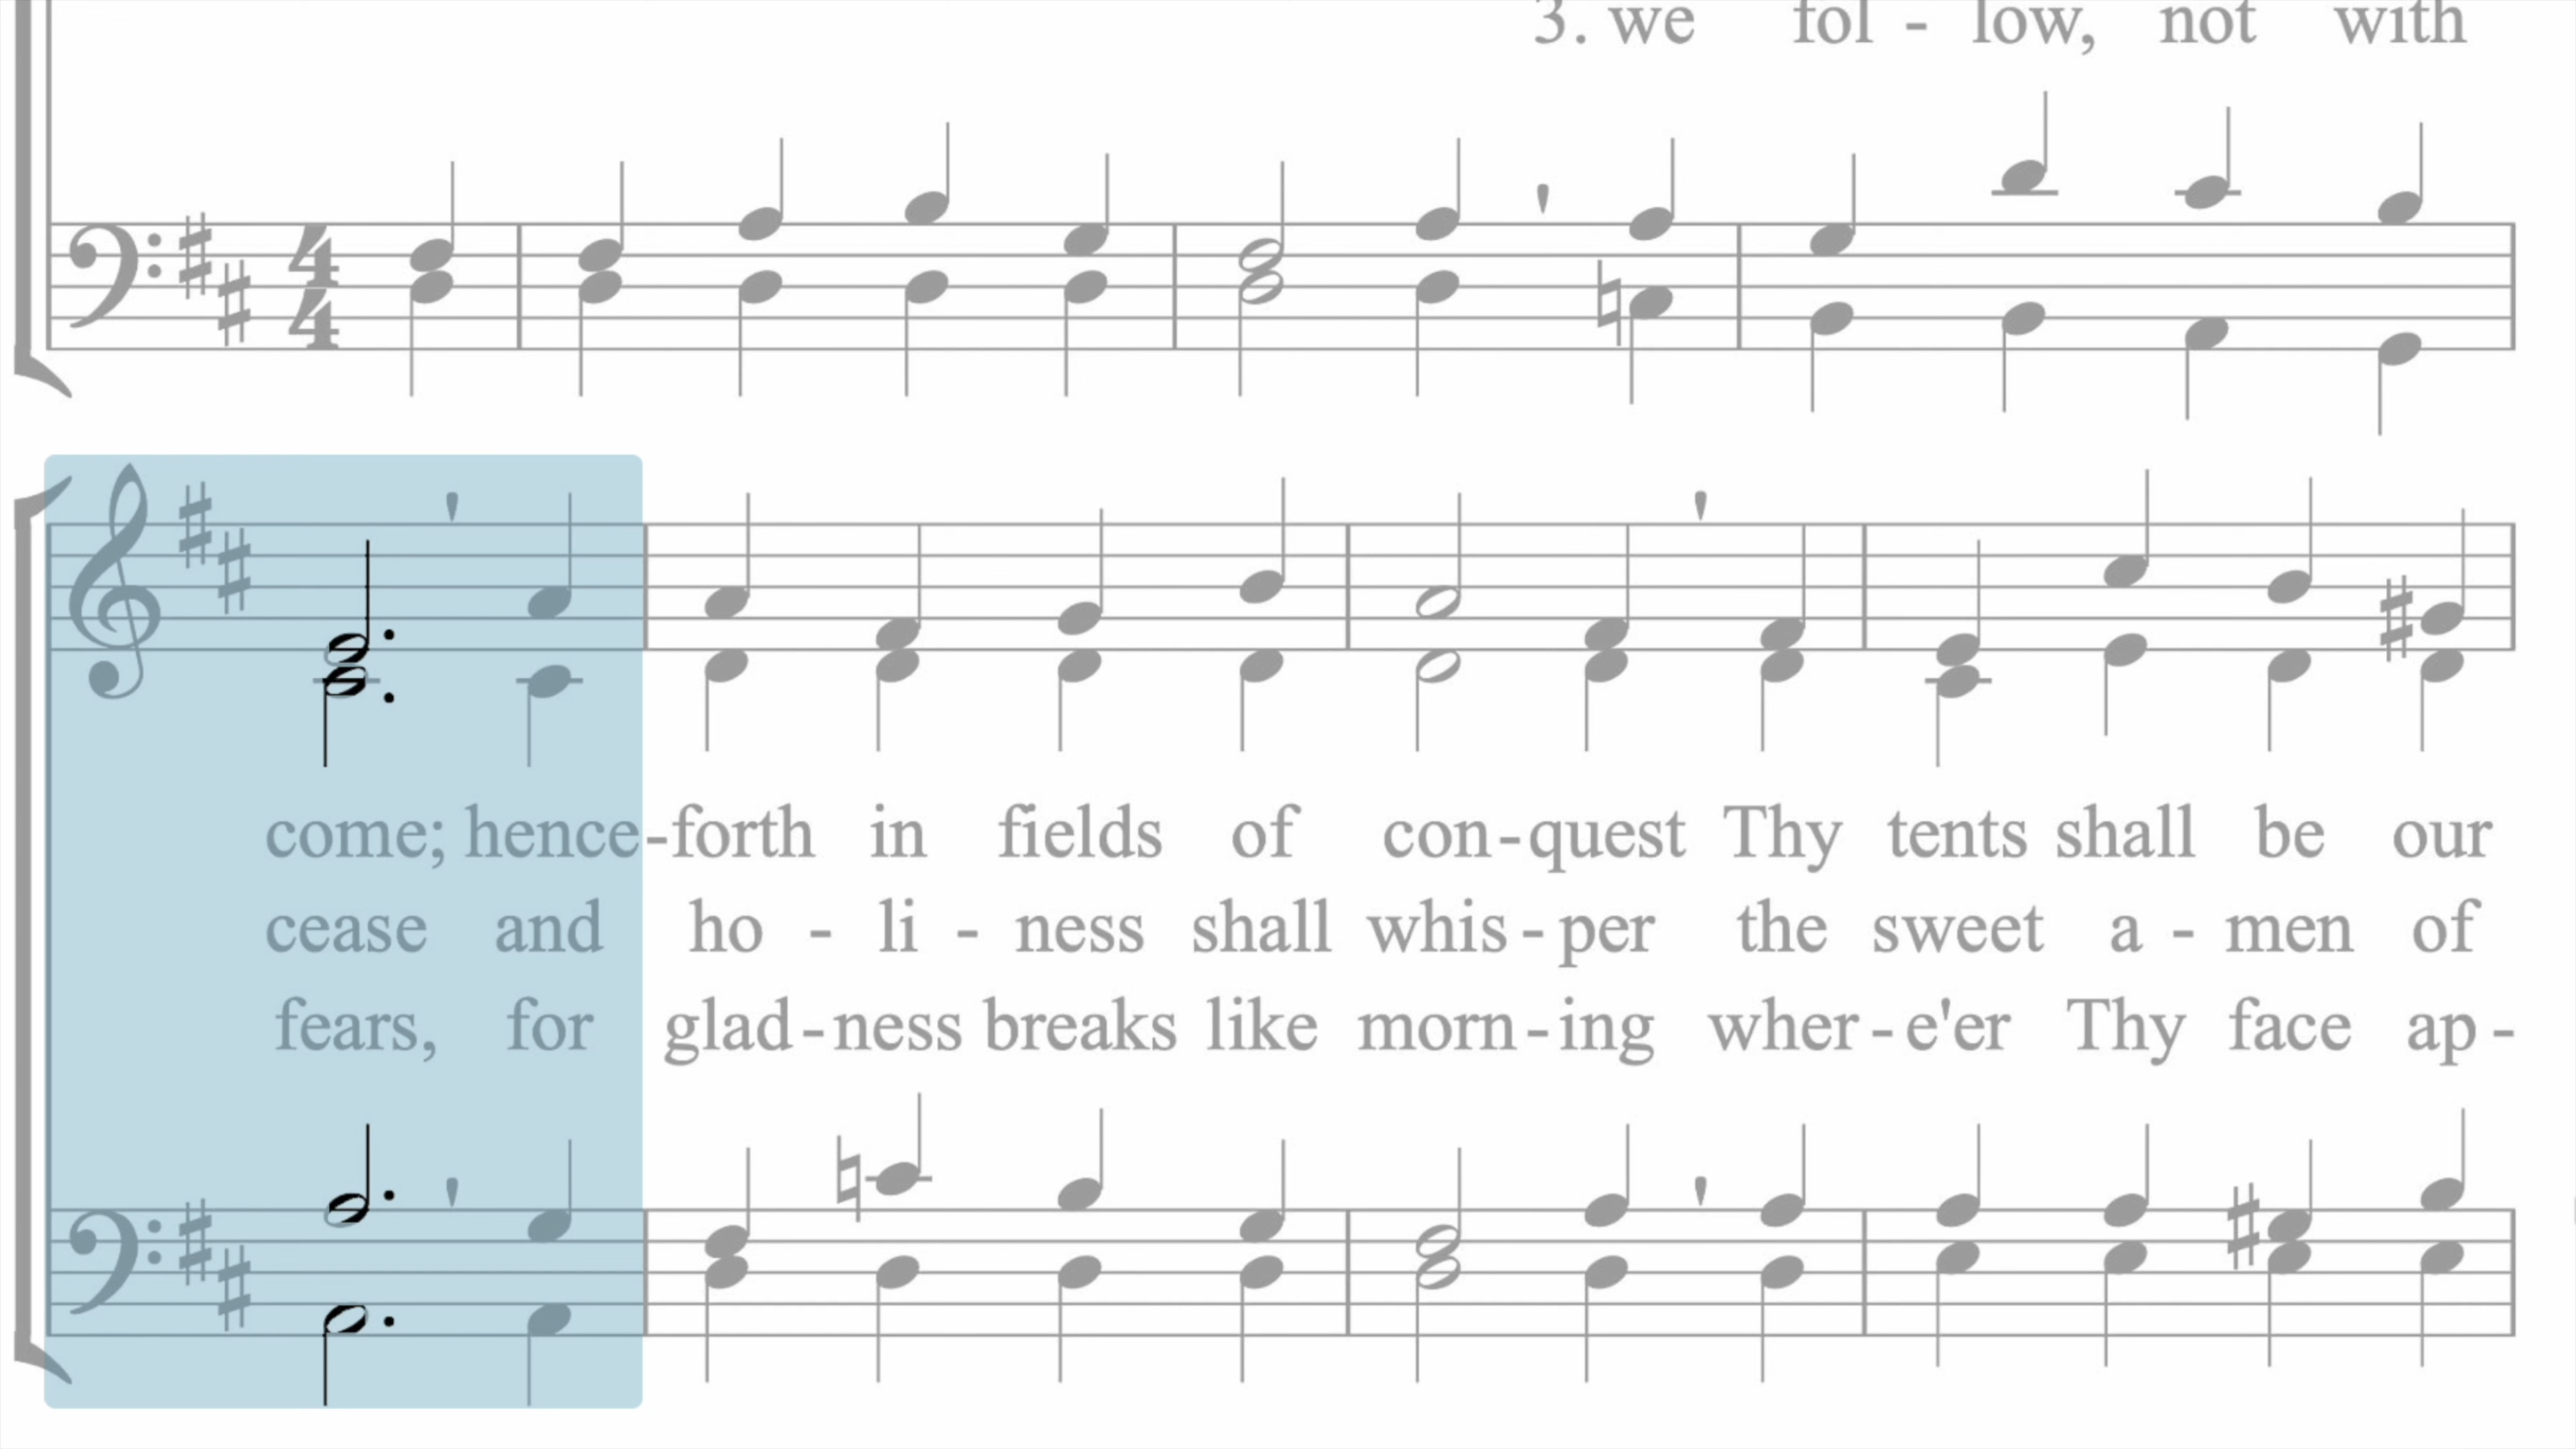 3. we fol - low, not with
4
4
come; hence-forth in fields of con-quest Thy tents shall be our
cease and ho - li - ness shall whis-per the sweet a - men of
fears, for glad-ness breaks like morn-ing wher-e'er Thy face ap-